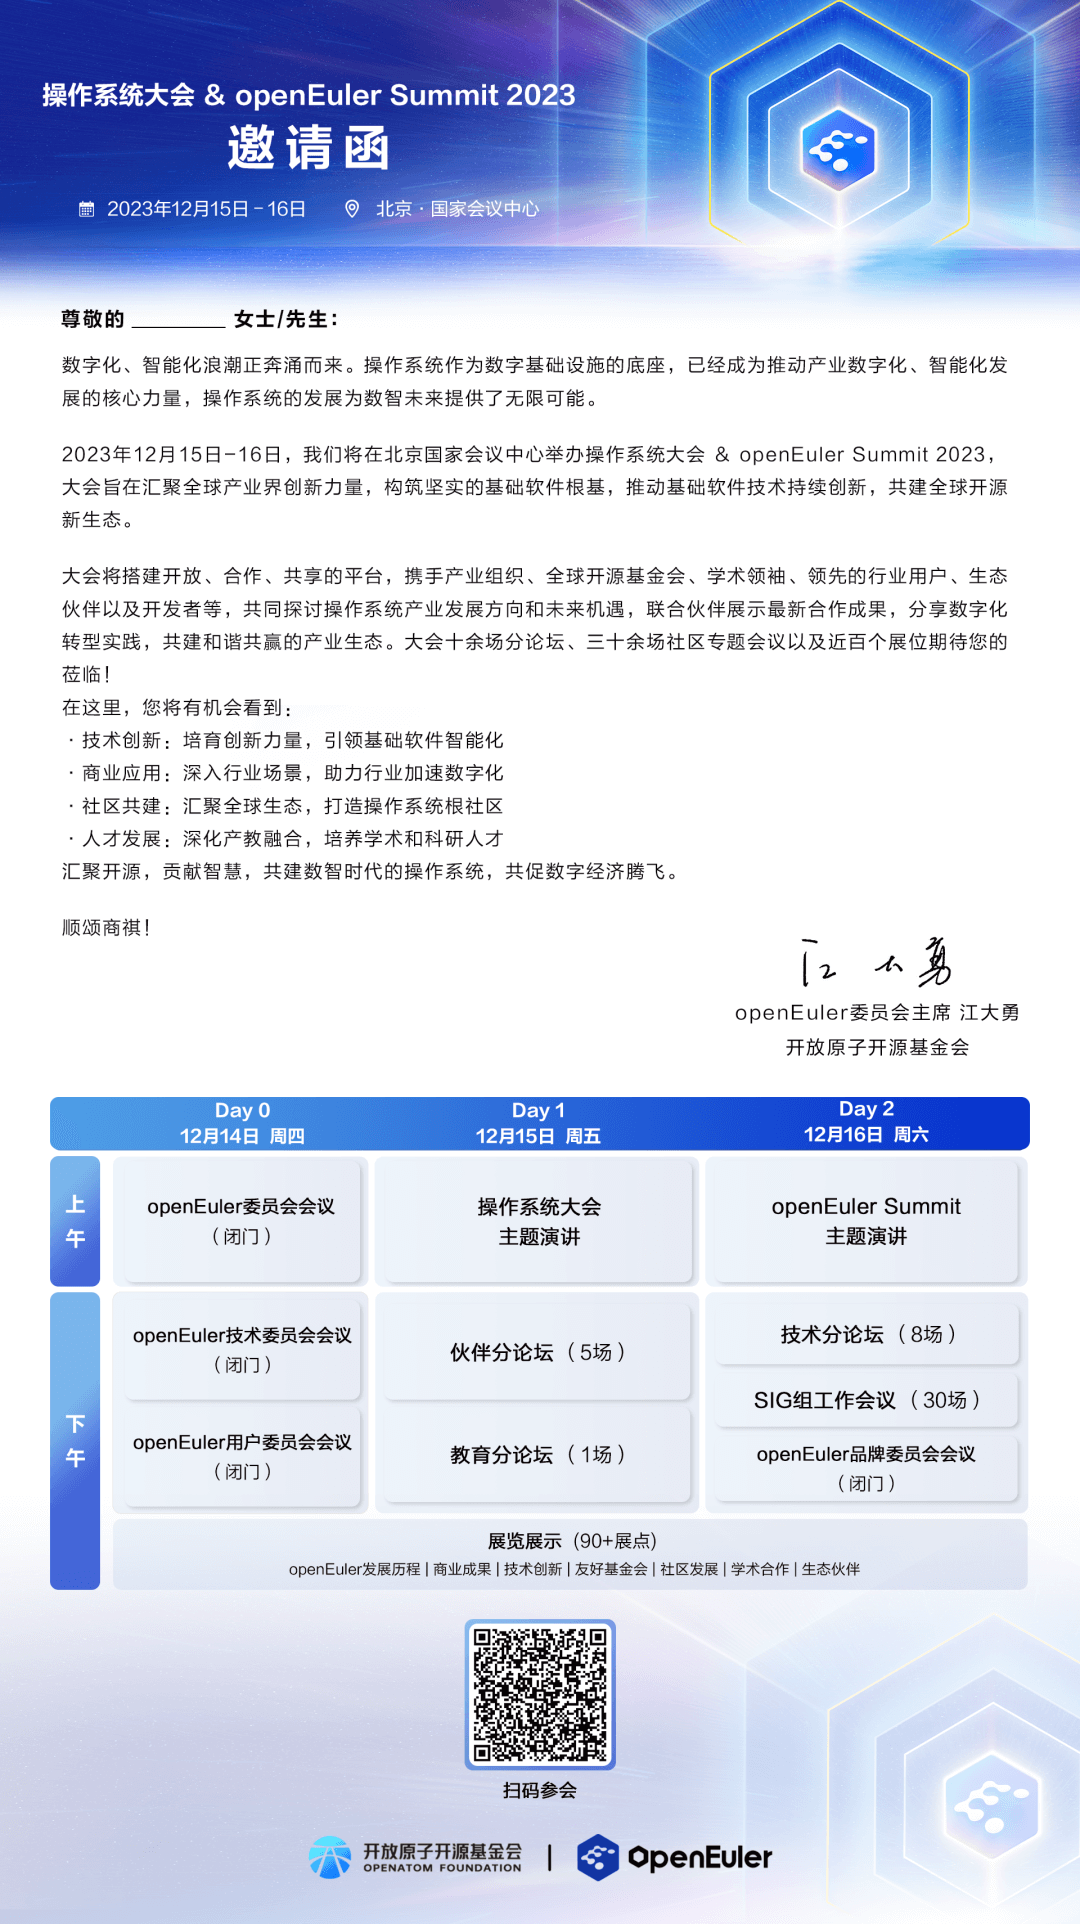 操作系统大会 & openEuler Summit 2023
邀请函
2023年12月15日-16日 北京·国家会议中心
尊敬的 ________ 女士/先生：
数字化、智能化浪潮正奔涌而来。操作系统作为数字基础设施的底座，已经成为推动产业数字化、智能化发
展的核心力量，操作系统的发展为数智未来提供了无限可能。
2023年12月15日-16日，我们将在北京国家会议中心举办操作系统大会 & openEuler Summit 2023，
大会旨在汇聚全球产业界创新力量，构筑坚实的基础软件根基，推动基础软件技术持续创新，共建全球开源
新生态。
大会将搭建开放、合作、共享的平台，携手产业组织、全球开源基金会、学术领袖、领先的行业用户、生态
伙伴以及开发者等，共同探讨操作系统产业发展方向和未来机遇，联合伙伴展示最新合作成果，分享数字化
转型实践，共建和谐共赢的产业生态。大会十余场分论坛、三十余场社区专题会议以及近百个展位期待您的
莅临！
在这里，您将有机会看到：
·技术创新：培育创新力量，引领基础软件智能化
·商业应用：深入行业场景，助力行业加速数字化
·社区共建：汇聚全球生态，打造操作系统根社区
·人才发展：深化产教融合，培养学术和科研人才
汇聚开源，贡献智慧，共建数智时代的操作系统，共促数字经济腾飞。
顺颂商祺！
江大勇
openEuler委员会主席 江大勇
开放原子开源基金会
Day 0 Day 1 Day 2
12月14日 周四 12月15日 周五 12月16日 周六
上午
openEuler委员会会议
（闭门）
操作系统大会
主题演讲
openEuler Summit
主题演讲
下午
openEuler技术委员会会议
（闭门）
openEuler用户委员会会议
（闭门）
伙伴分论坛（5场）
教育分论坛（1场）
技术分论坛（8场）
SIG组工作会议（30场）
openEuler品牌委员会会议
（闭门）
展览展示 (90+展点)
openEuler发展历程 | 商业成果 | 技术创新 | 友好基金会 | 社区发展 | 学术合作 | 生态伙伴
扫码参会
开放原子开源基金会
OPENATOM FOUNDATION
OpenEuler